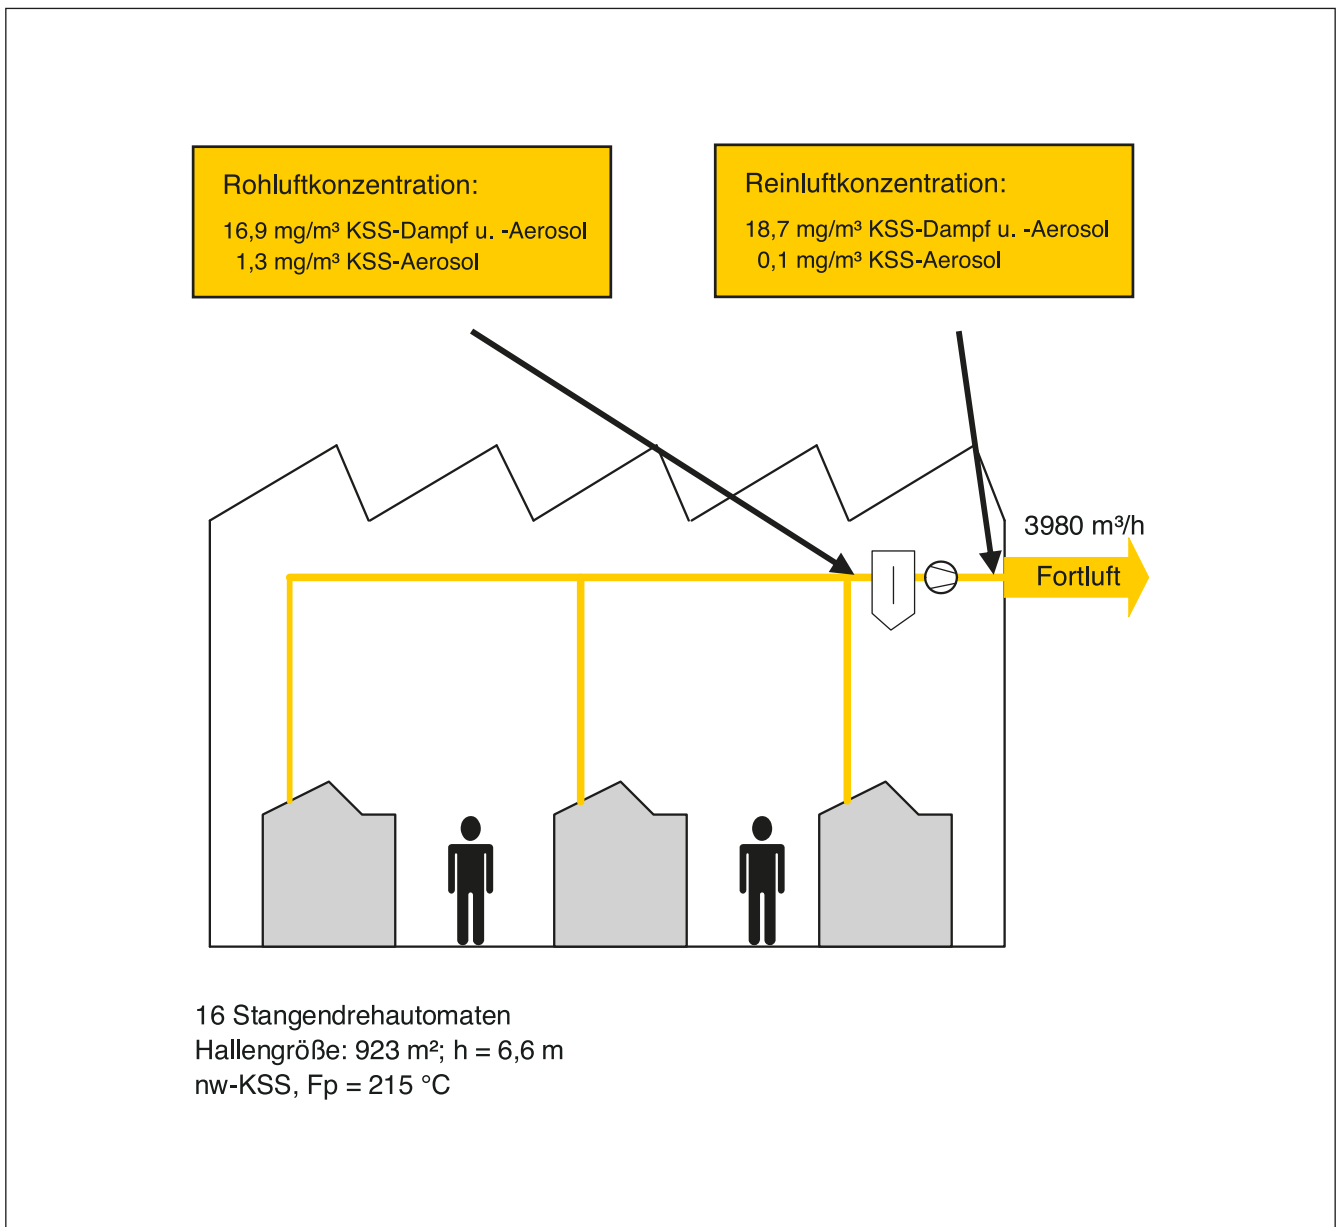 Rohluftkonzentration:
16,9 mg/m³ KSS-Dampf u. -Aerosol
1,3 mg/m³ KSS-Aerosol
Reinluftkonzentration:
18,7 mg/m³ KSS-Dampf u. -Aerosol
0,1 mg/m³ KSS-Aerosol
3980 m³/h
Fortluft
16 Stangendrehautomaten
Hallengröße: 923 m²; h = 6,6 m
nw-KSS, Fp = 215 °C